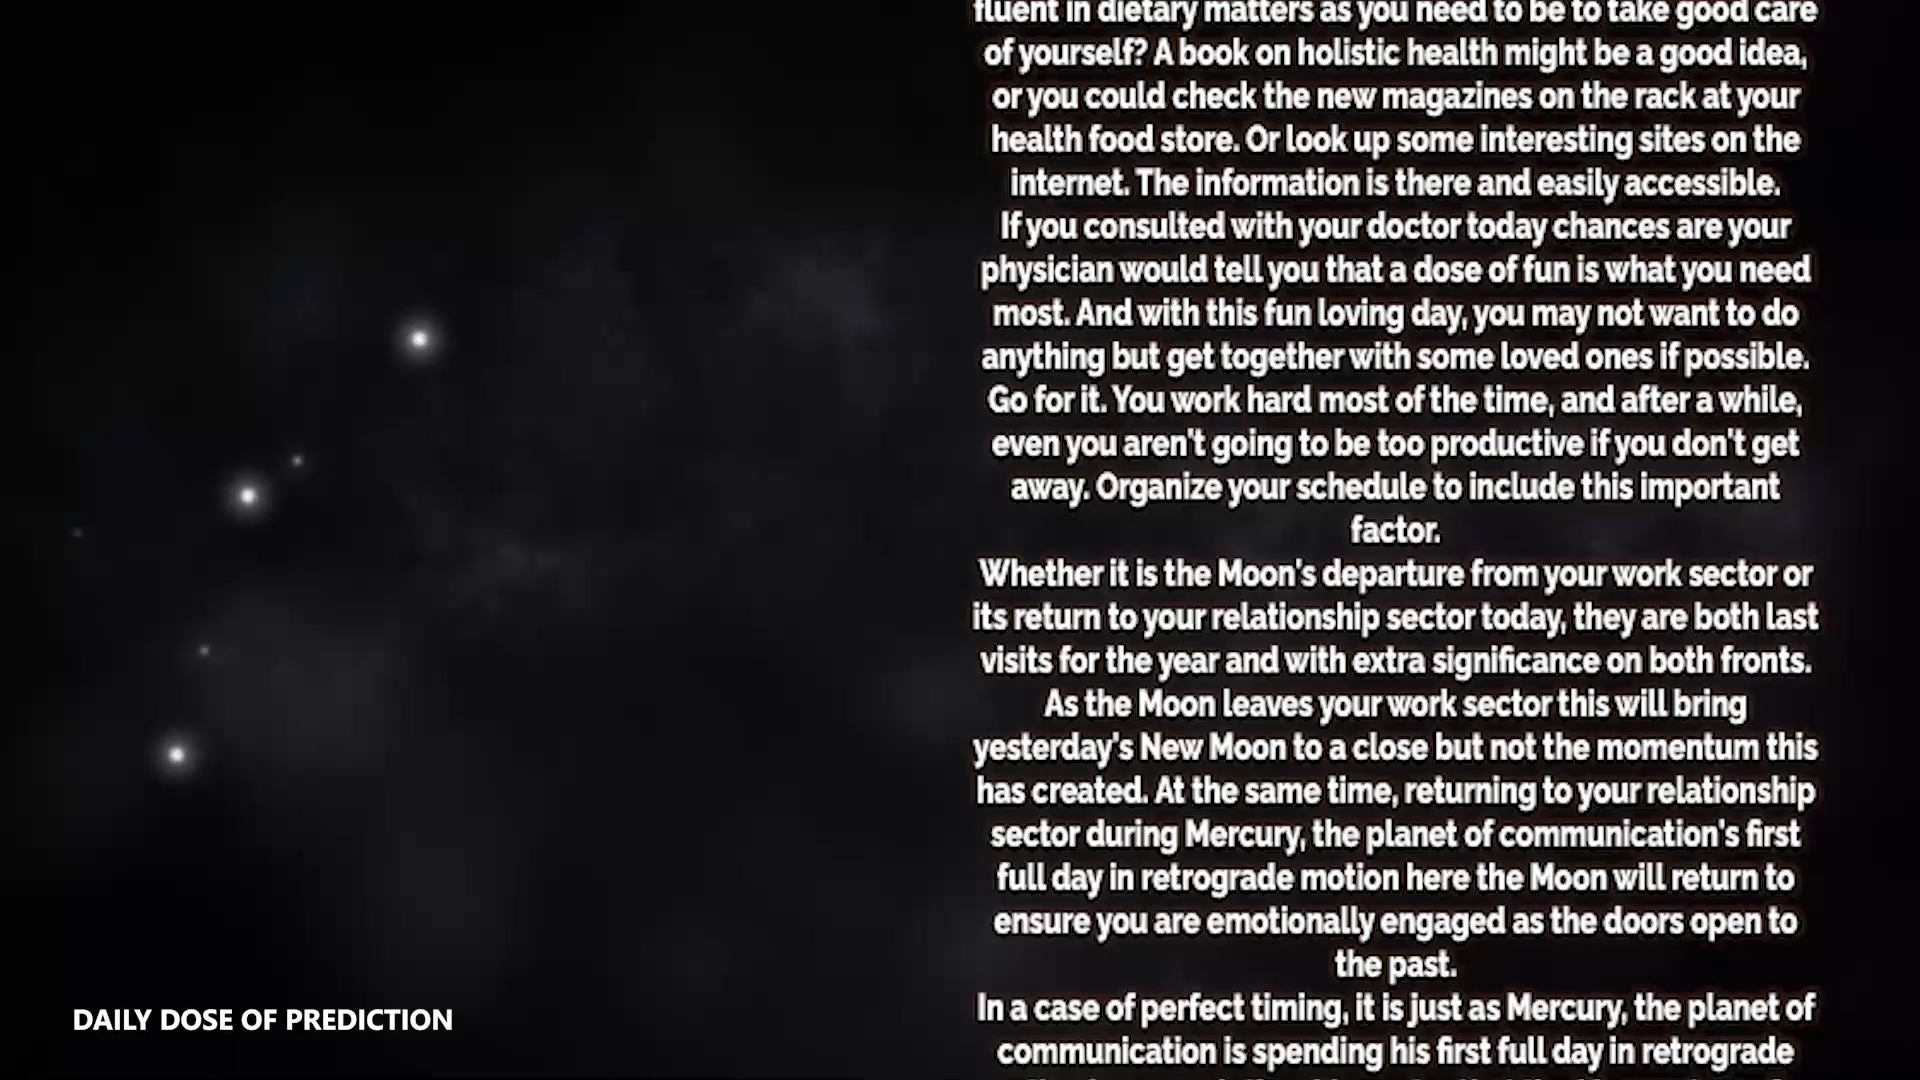 fluent in dietary matters as you need to be to take good care
of yourself? A book on holistic health might be a good idea,
or you could check the new magazines on the rack at your
health food store. Or look up some interesting sites on the
internet. The information is there and easily accessible.
If you consulted with your doctor today chances are your
physician would tell you that a dose of fun is what you need
most. And with this fun loving day, you may not want to do
anything but get together with some loved ones if possible.
Go for it. You work hard most of the time, and after a while,
even you aren't going to be too productive if you don't get
away. Organize your schedule to include this important
factor.
Whether it is the Moon's departure from your work sector or
its return to your relationship sector today, they are both last
visits for the year and with extra significance on both fronts.
As the Moon leaves your work sector this will bring
yesterday's New Moon to a close but not the momentum this
has created. At the same time, returning to your relationship
sector during Mercury, the planet of communication's first
full day in retrograde motion here the Moon will return to
ensure you are emotionally engaged as the doors open to
the past.
In a case of perfect timing, it is just as Mercury, the planet of
communication is spending his first full day in retrograde
DAILY DOSE OF PREDICTION